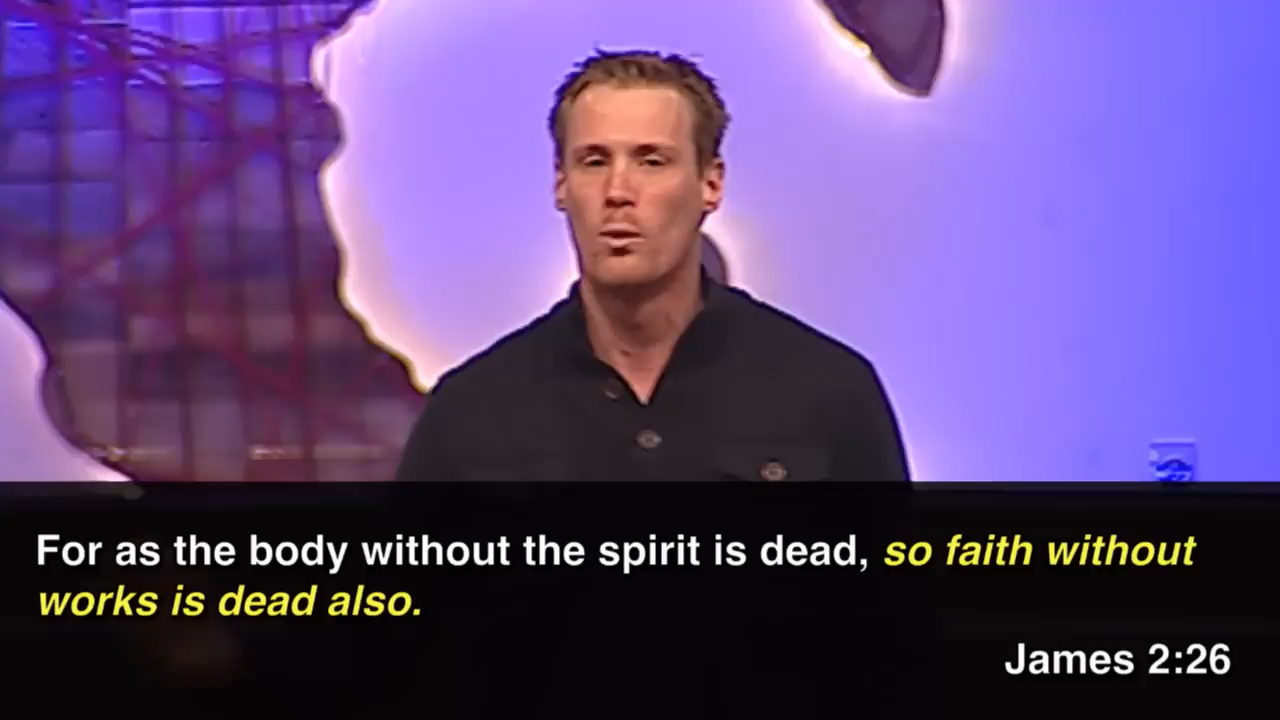 For as the body without the spirit is dead, so faith without
works is dead also.
James 2:26